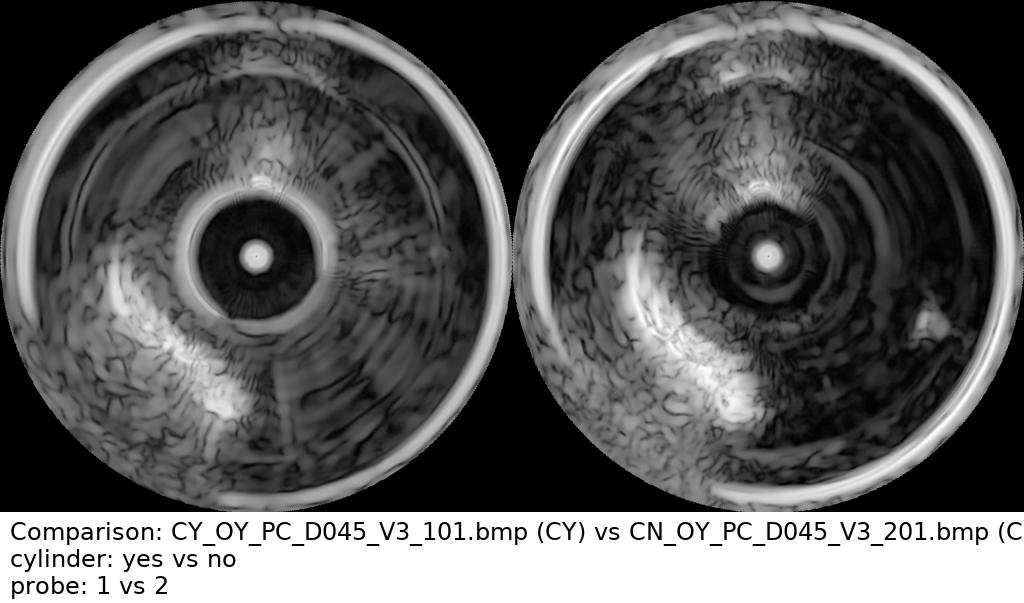 Comparison: CY_OY_PC_D045_V3_101.bmp (CY) vs CN_OY_PC_D045_V3_201.bmp (C
cylinder: yes vs no
probe: 1 vs 2